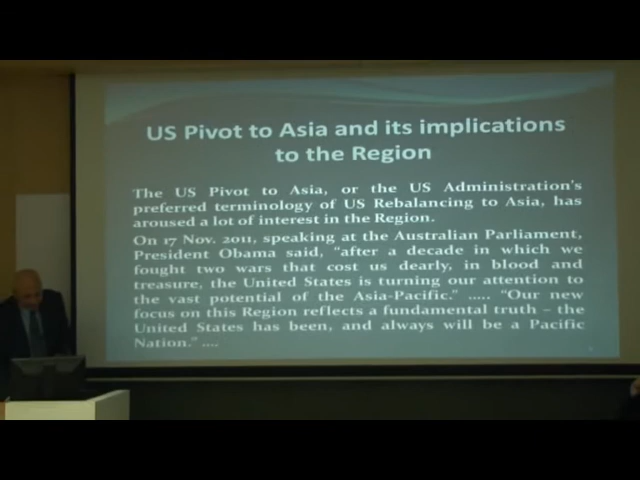 US Pivot to Asia and its implications
to the Region
The US Pivot to Asia, or the US Administration's
preferred terminology of US Rebalancing to Asia, has
aroused a lot of interest in the Region.
On 17 Nov. 2011, speaking at the Australian Parliament,
President Obama said, "after a decade in which we
fought two wars that cost us dearly, in blood and
treasure, the United States is turning our attention to
the vast potential of the Asia-Pacific." ..... "Our new
focus on this Region reflects a fundamental truth – the
United States has been, and always will be a Pacific
Nation." ....